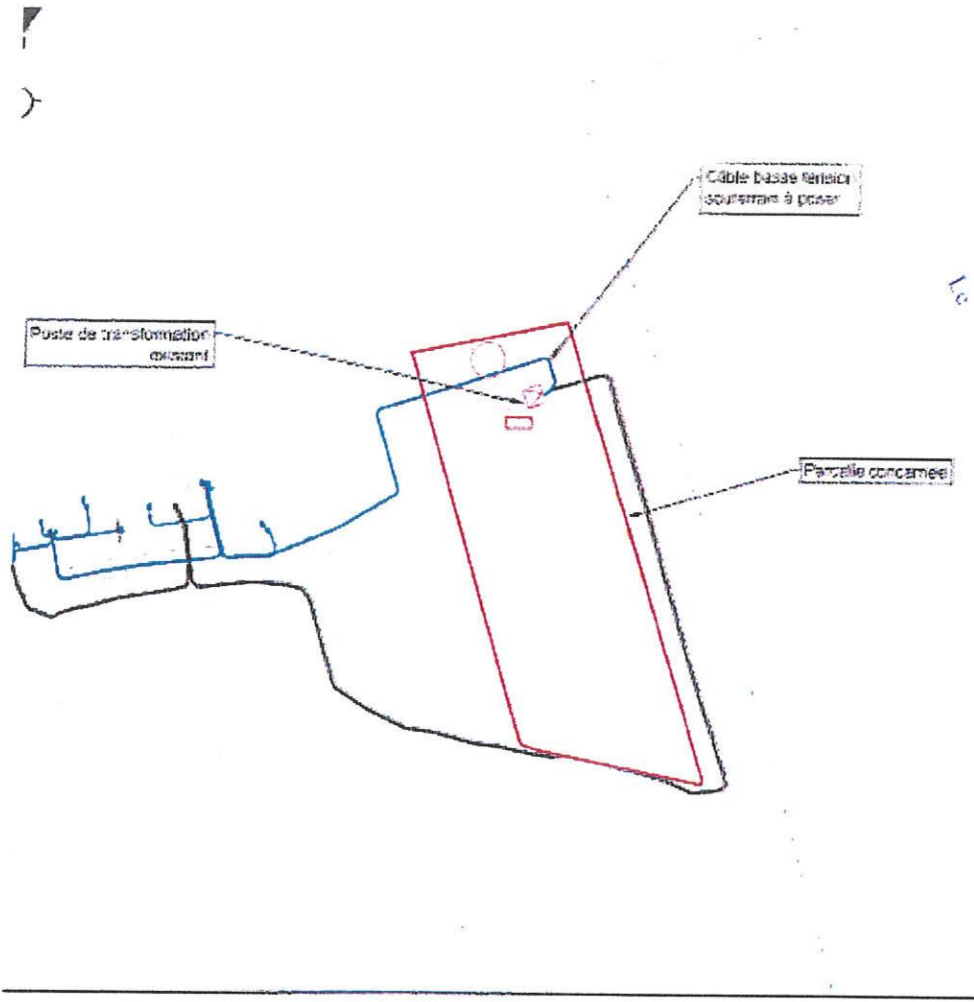 Câble basse tension
souterrain à poser
Poste de transformation
existant
Parcelle concernée